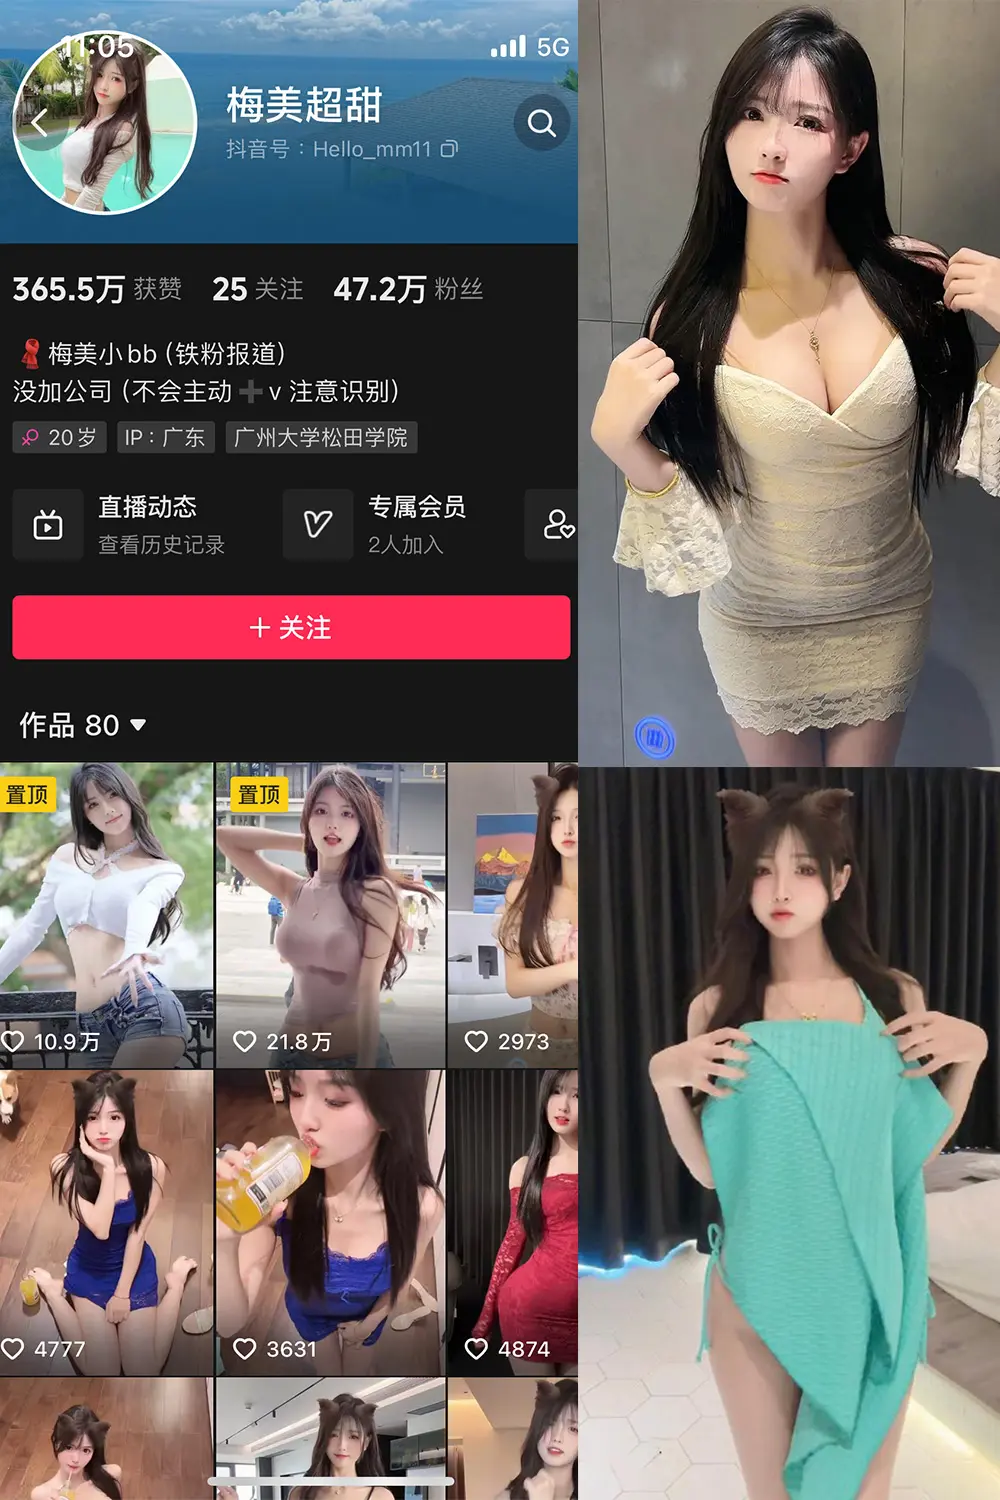 11:05
5G
梅美超甜
抖音号：Hello_mm11
365.5万 获赞 25 关注 47.2万 粉丝
梅美小bb (铁粉报道)
没加公司 (不会主动➕v 注意识别)
20岁 IP：广东 广州大学松田学院
直播动态 专属会员
查看历史记录 2人加入
+ 关注
作品 80
置顶 置顶
10.9万 21.8万 2973
4777 3631 4874